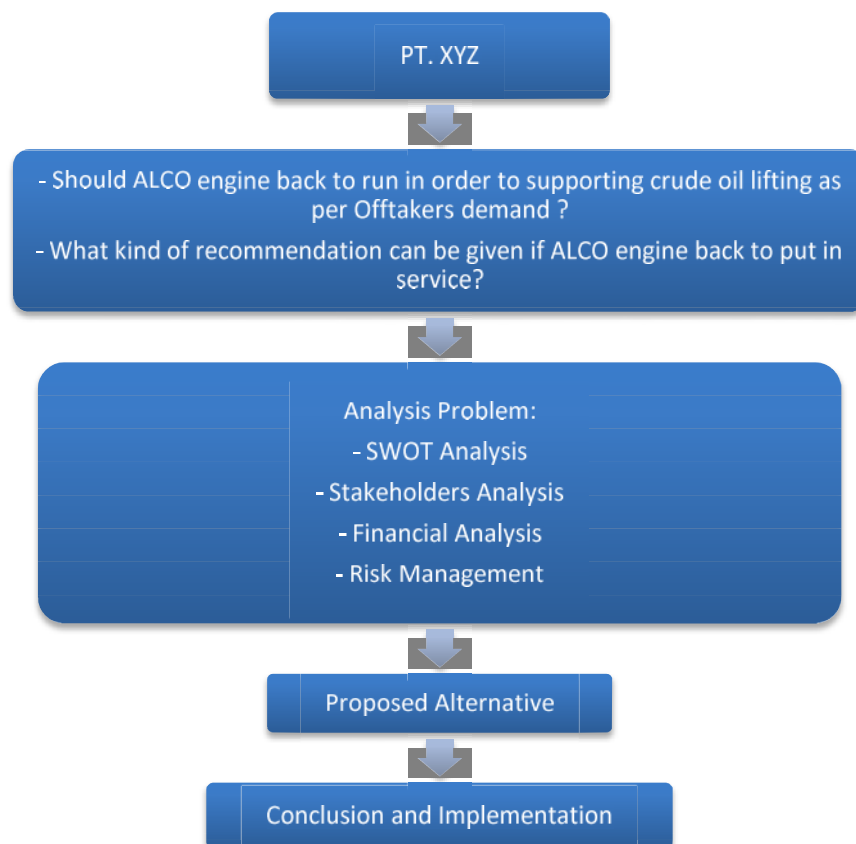 PT. XYZ
- Should ALCO engine back to run in order to supporting crude oil lifting as
per Offtakers demand ?
- What kind of recommendation can be given if ALCO engine back to put in
service?
Analysis Problem:
- SWOT Analysis
- Stakeholders Analysis
- Financial Analysis
- Risk Management
Proposed Alternative
Conclusion and Implementation